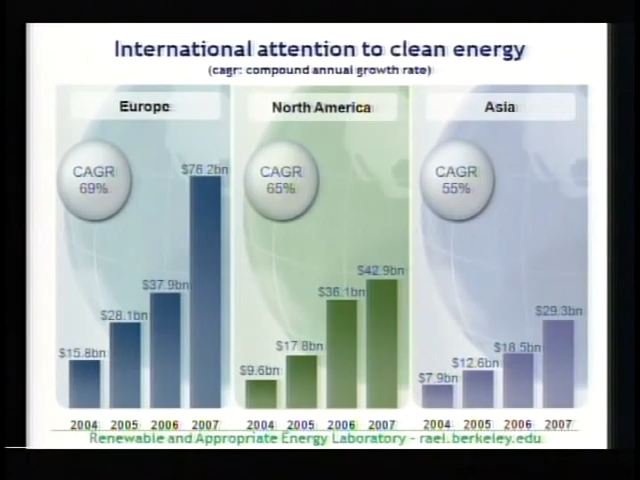 International attention to clean energy
(cagr: compound annual growth rate)
Europe
North America
Asia
CAGR
69%
CAGR
65%
CAGR
55%
$15.8bn
$28.1bn
$37.9bn
$76.2bn
$9.6bn
$17.8bn
$36.1bn
$42.9bn
$7.9bn
$12.6bn
$18.5bn
$29.3bn
2004 2005 2006 2007
2004 2005 2006 2007
2004 2005 2006 2007
Renewable and Appropriate Energy Laboratory - rael.berkeley.edu